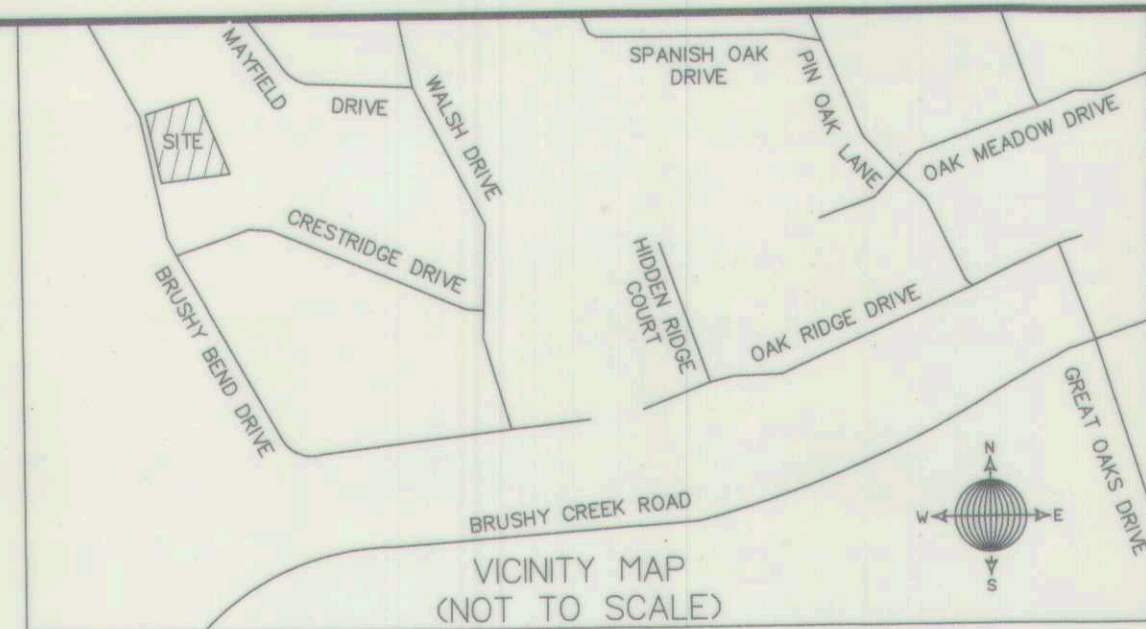 MAYFIELD
DRIVE
WALSH DRIVE
SPANISH OAK
DRIVE
PIN OAK LANE
OAK MEADOW DRIVE
SITE
CRESTRIDGE DRIVE
BRUSHY BEND DRIVE
HIDDEN RIDGE
COURT
OAK RIDGE DRIVE
GREAT OAKS DRIVE
BRUSHY CREEK ROAD
N
W
E
S
VICINITY MAP
(NOT TO SCALE)